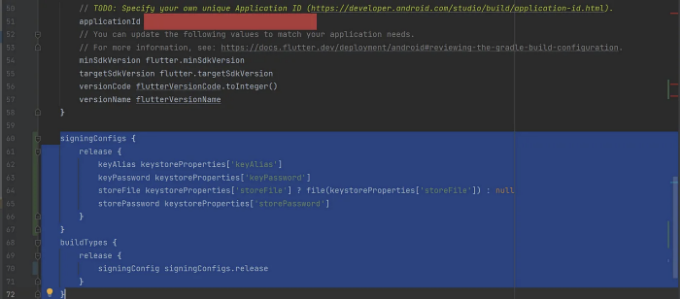 50 // TODO: Specify your own unique Application ID (https://developer.android.com/studio/build/application-id.html).
51 applicationId
52 // You can update the following values to match your application needs.
53 // For more information, see: https://docs.flutter.dev/deployment/android#reviewing-the-gradle-build-configuration.
54 minSdkVersion flutter.minSdkVersion
55 targetSdkVersion flutter.targetSdkVersion
56 versionCode flutterVersionCode.toInteger()
57 versionName flutterVersionName
58 }
59
60 signingConfigs {
61 release {
62 keyAlias keystoreProperties['keyAlias']
63 keyPassword keystoreProperties['keyPassword']
64 storeFile keystoreProperties['storeFile'] ? file(keystoreProperties['storeFile']) : null
65 storePassword keystoreProperties['storePassword']
66 }
67 }
68 buildTypes {
69 release {
70 signingConfig signingConfigs.release
71 }
72 }